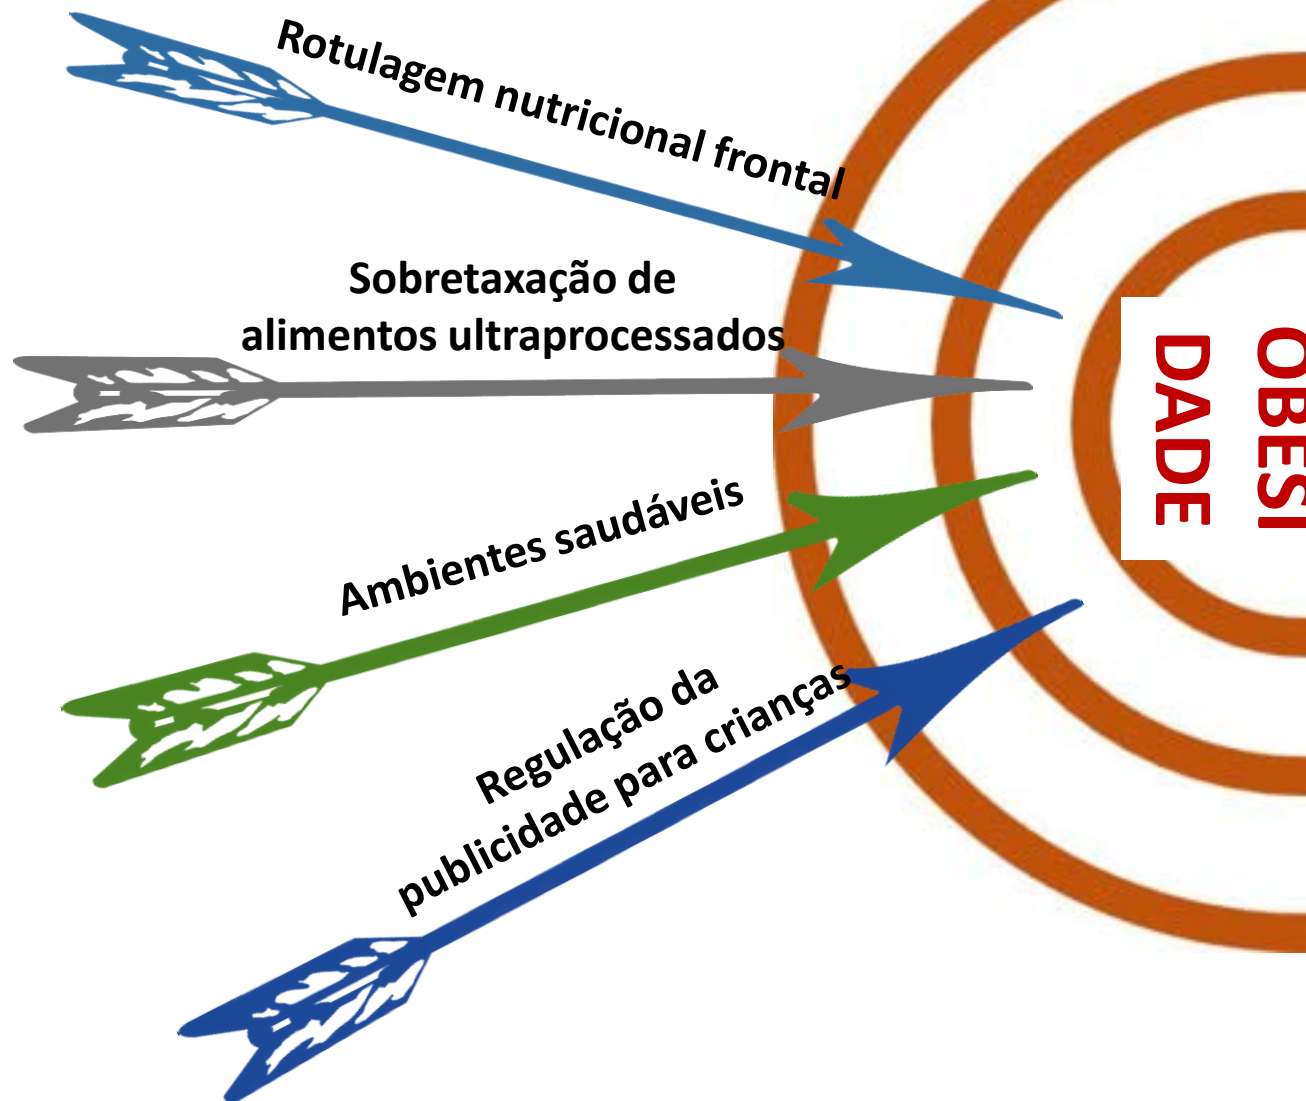 Rotulagem nutricional frontal
Sobretaxação de
alimentos ultraprocessados
Ambientes saudáveis
Regulação da
publicidade para crianças
OBESI
DADE